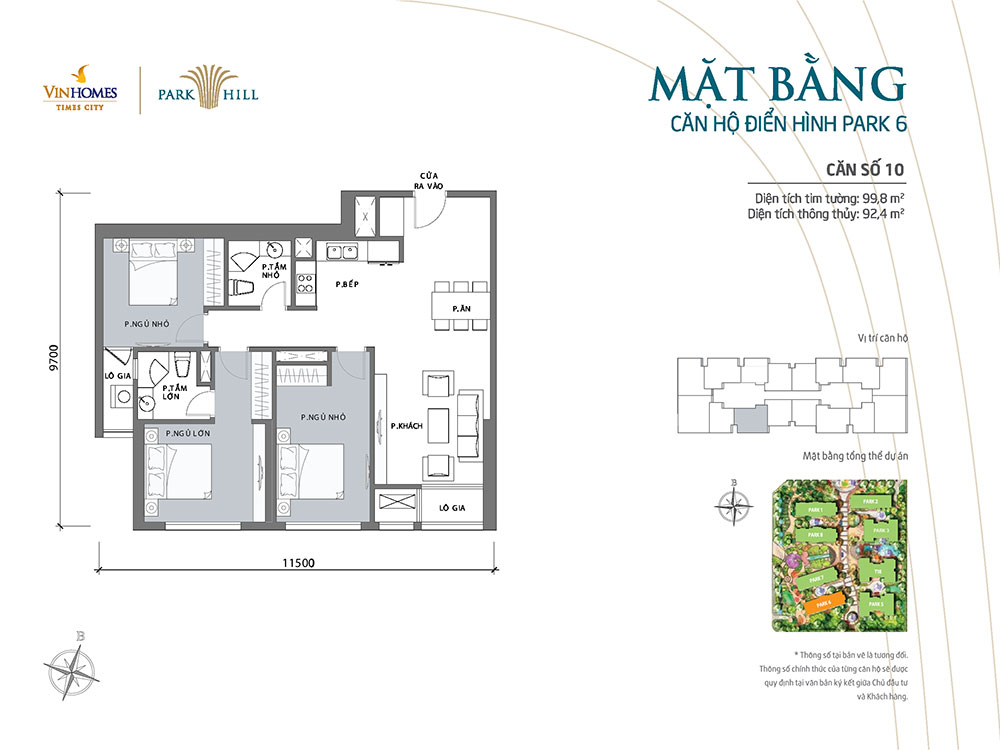 VINHOMES
TIMES CITY
PARK HILL
MẶT BẰNG
CĂN HỘ ĐIỂN HÌNH PARK 6
CĂN SỐ 10
Diện tích tim tường: 99,8 m²
Diện tích thông thủy: 92,4 m²
CỬA
RA VÀO
P.TẮM
NHỎ
P.BẾP
P.ĂN
P.NGỦ NHỎ
LÔ GIA
P.TẮM
LỚN
P.NGỦ LỚN
P.NGỦ NHỎ
P.KHÁCH
LÔ GIA
9700
11500
B
Vị trí căn hộ
Mặt bằng tổng thể dự án
B
PARK 1
PARK 2
PARK 3
PARK 8
PARK 7
T18
PARK 6
PARK 5
* Thông số tại bản vẽ là tương đối.
Thông số chính thức của từng căn hộ sẽ được
quy định tại văn bản ký kết giữa Chủ đầu tư
và Khách hàng.